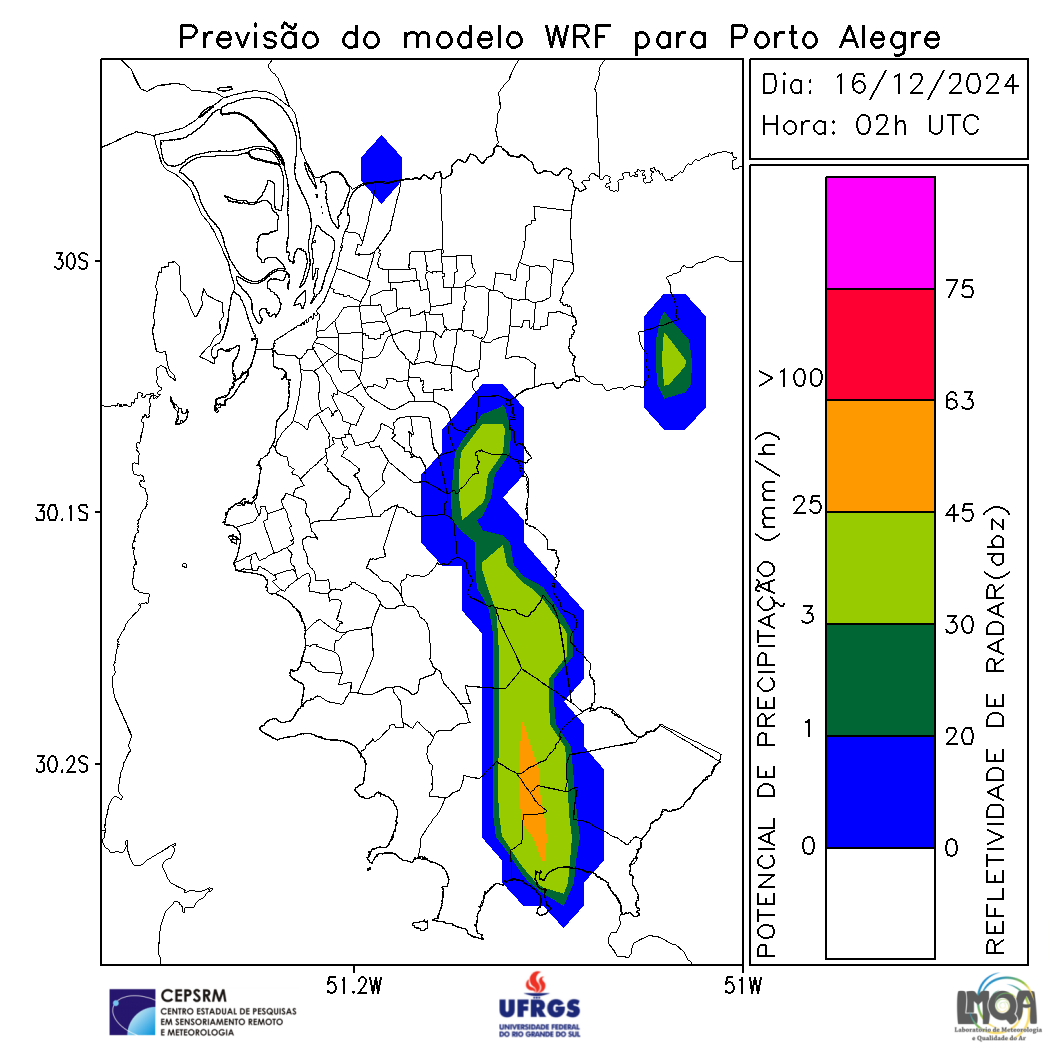 Previsão do modelo WRF para Porto Alegre
Dia: 16/12/2024
Hora: 02h UTC
30S
30.1S
30.2S
51.2W
51W
POTENCIAL DE PRECIPITAÇÃO (mm/h)
>100
25
3
1
0
75
63
45
30
20
0
REFLETIVIDADE DE RADAR(dbz)
CEPSRM
CENTRO ESTADUAL DE PESQUISAS
EM SENSORIAMENTO REMOTO
E METEOROLOGIA
UFRGS
UNIVERSIDADE FEDERAL
DO RIO GRANDE DO SUL
LMQA
Laboratório de Meteorologia
e Qualidade do Ar